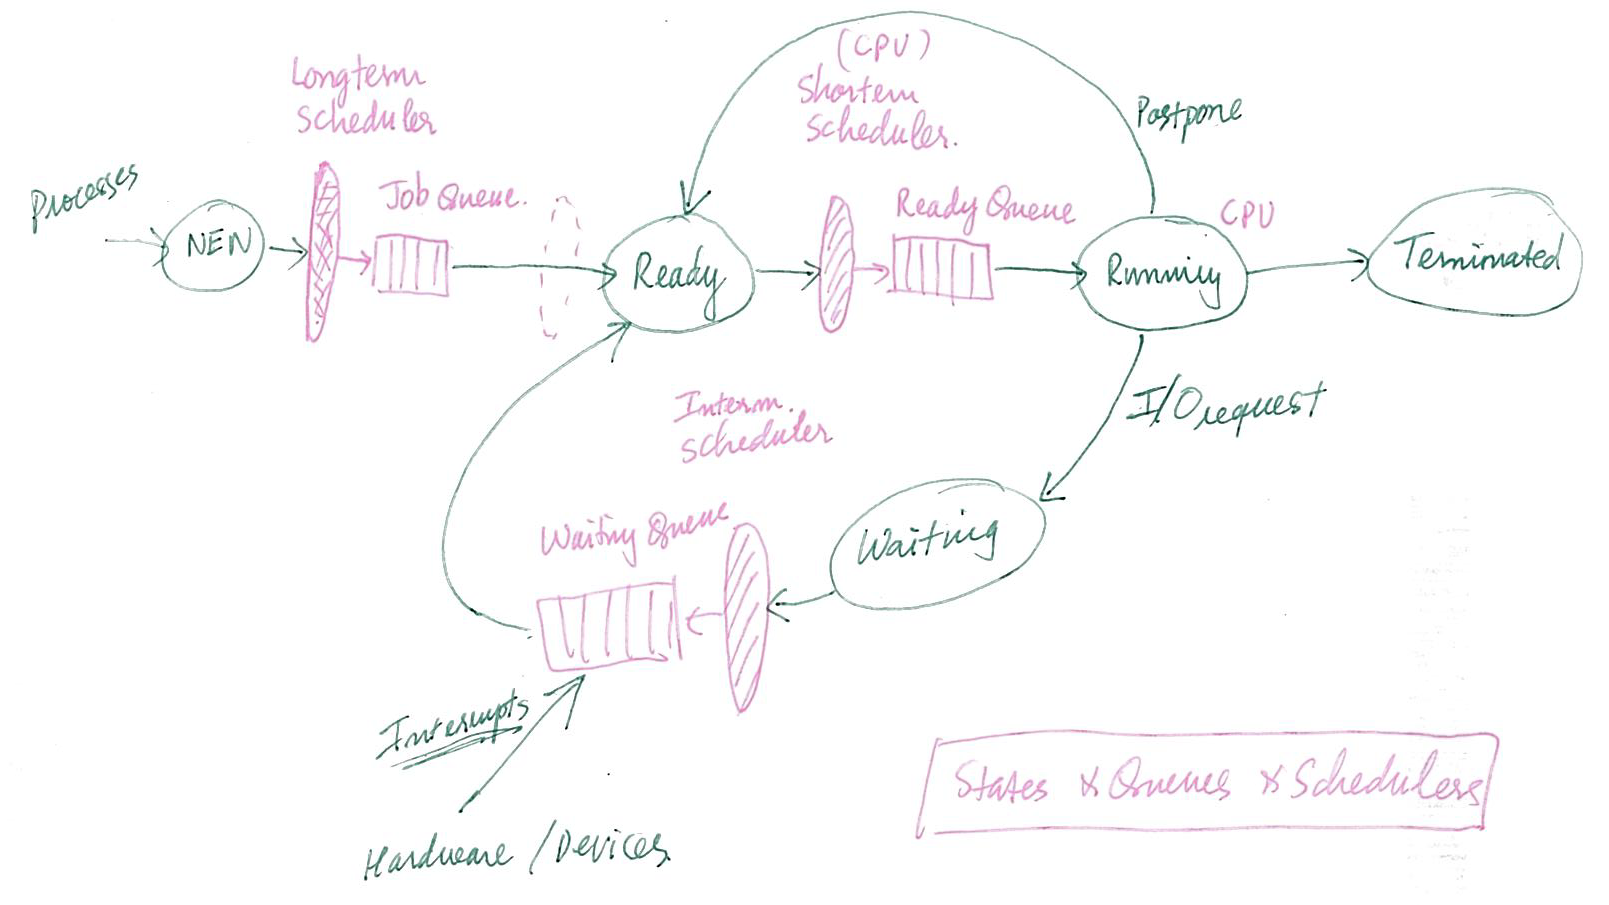 Processes
NEW
Longterm
Scheduler
Job Queue.
Ready
(CPU)
Shortem
Scheduler.
Ready Queue
Postpone
Running
CPU
Terminated
I/O request
Waiting
Interm.
Scheduler
Waiting Queue
Interrupts
Hardware / Devices
States & Queues & Schedulers